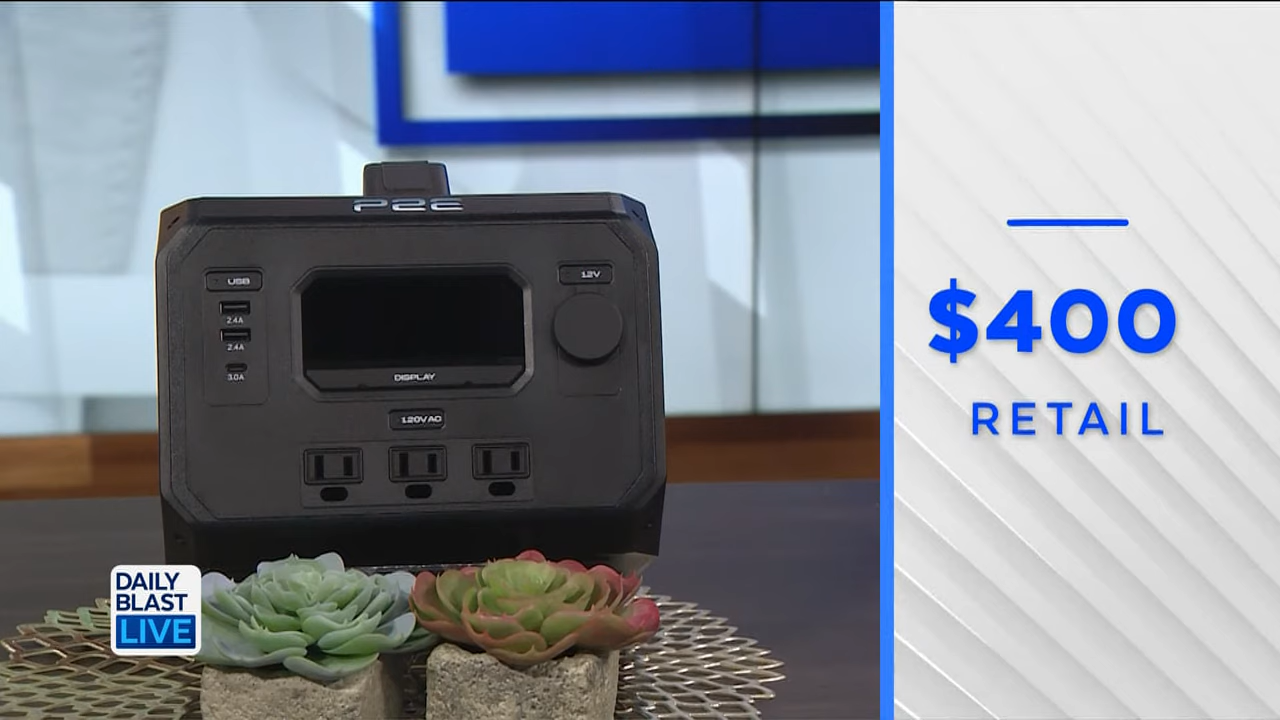 P2E
USB
2.4A
2.4A
3.0A
12V
DISPLAY
120VAC
DAILY
BLAST
LIVE
$400
RETAIL